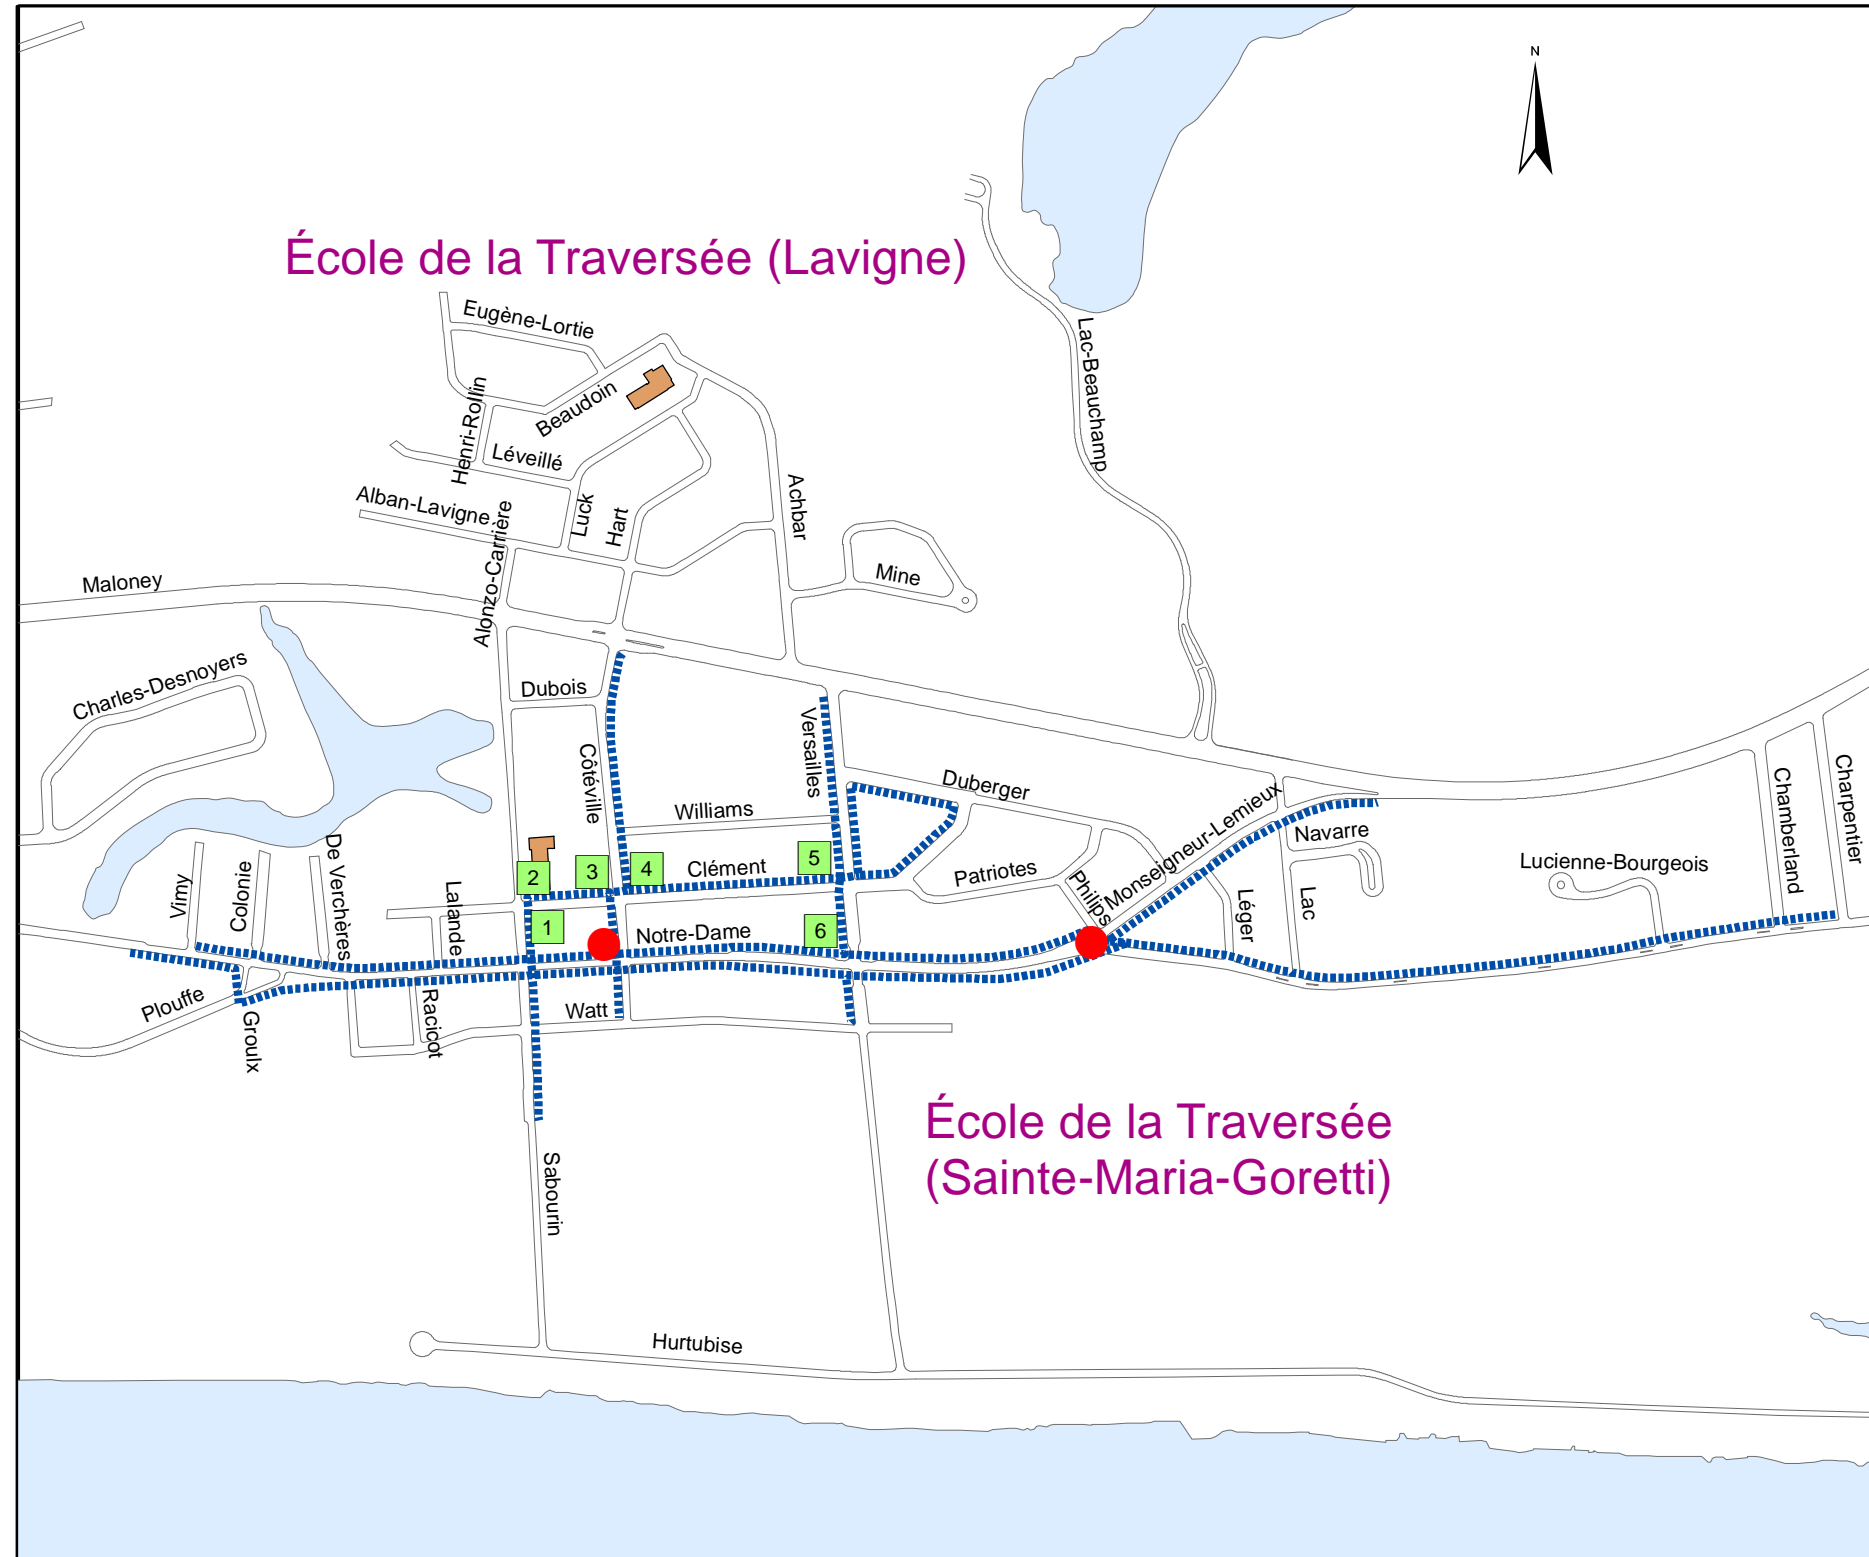 N
École de la Traversée (Lavigne)
Eugène-Lortie
Lac-Beauchamp
Henri-Rollin
Beaudoin
Léveillé
Alban-Lavigne
Luck
Hart
Achbar
Alonzo-Carrière
Mine
Maloney
Charles-Desnoyers
Dubois
Côtéville
Versailles
Duberger
Williams
Monseigneur-Lemieux
Navarre
Chamberland
Charpentier
Lucienne-Bourgeois
De Verchères
Vimy
Colonie
Lalande
2
3
4
Clément
5
Patriotes
Philips
Léger
Lac
1
Notre-Dame
6
Plouffe
Groulx
Racicot
Watt
École de la Traversée
(Sainte-Maria-Goretti)
Sabourin
Hurtubise